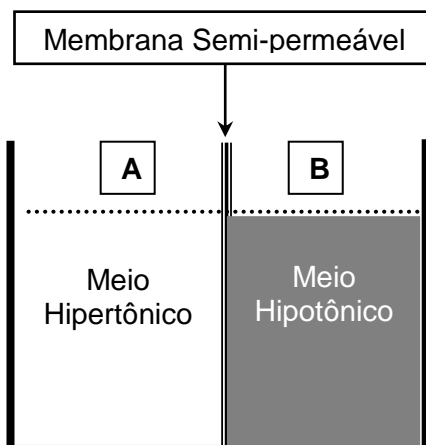 Membrana Semi-permeável
A
B
Meio
Hipertônico
Meio
Hipotônico